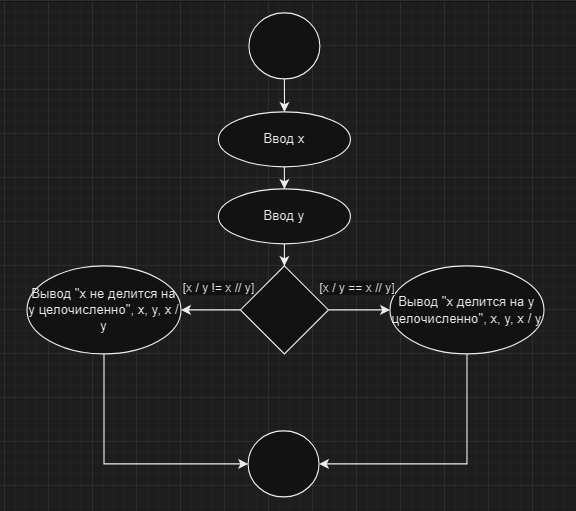 Ввод x
Ввод y
[x / y != x // y]
[x / y == x // y]
Вывод "x не делится на
y целочисленно", x, y, x /
y
Вывод "x делится на y
целочисленно", x, y, x / y